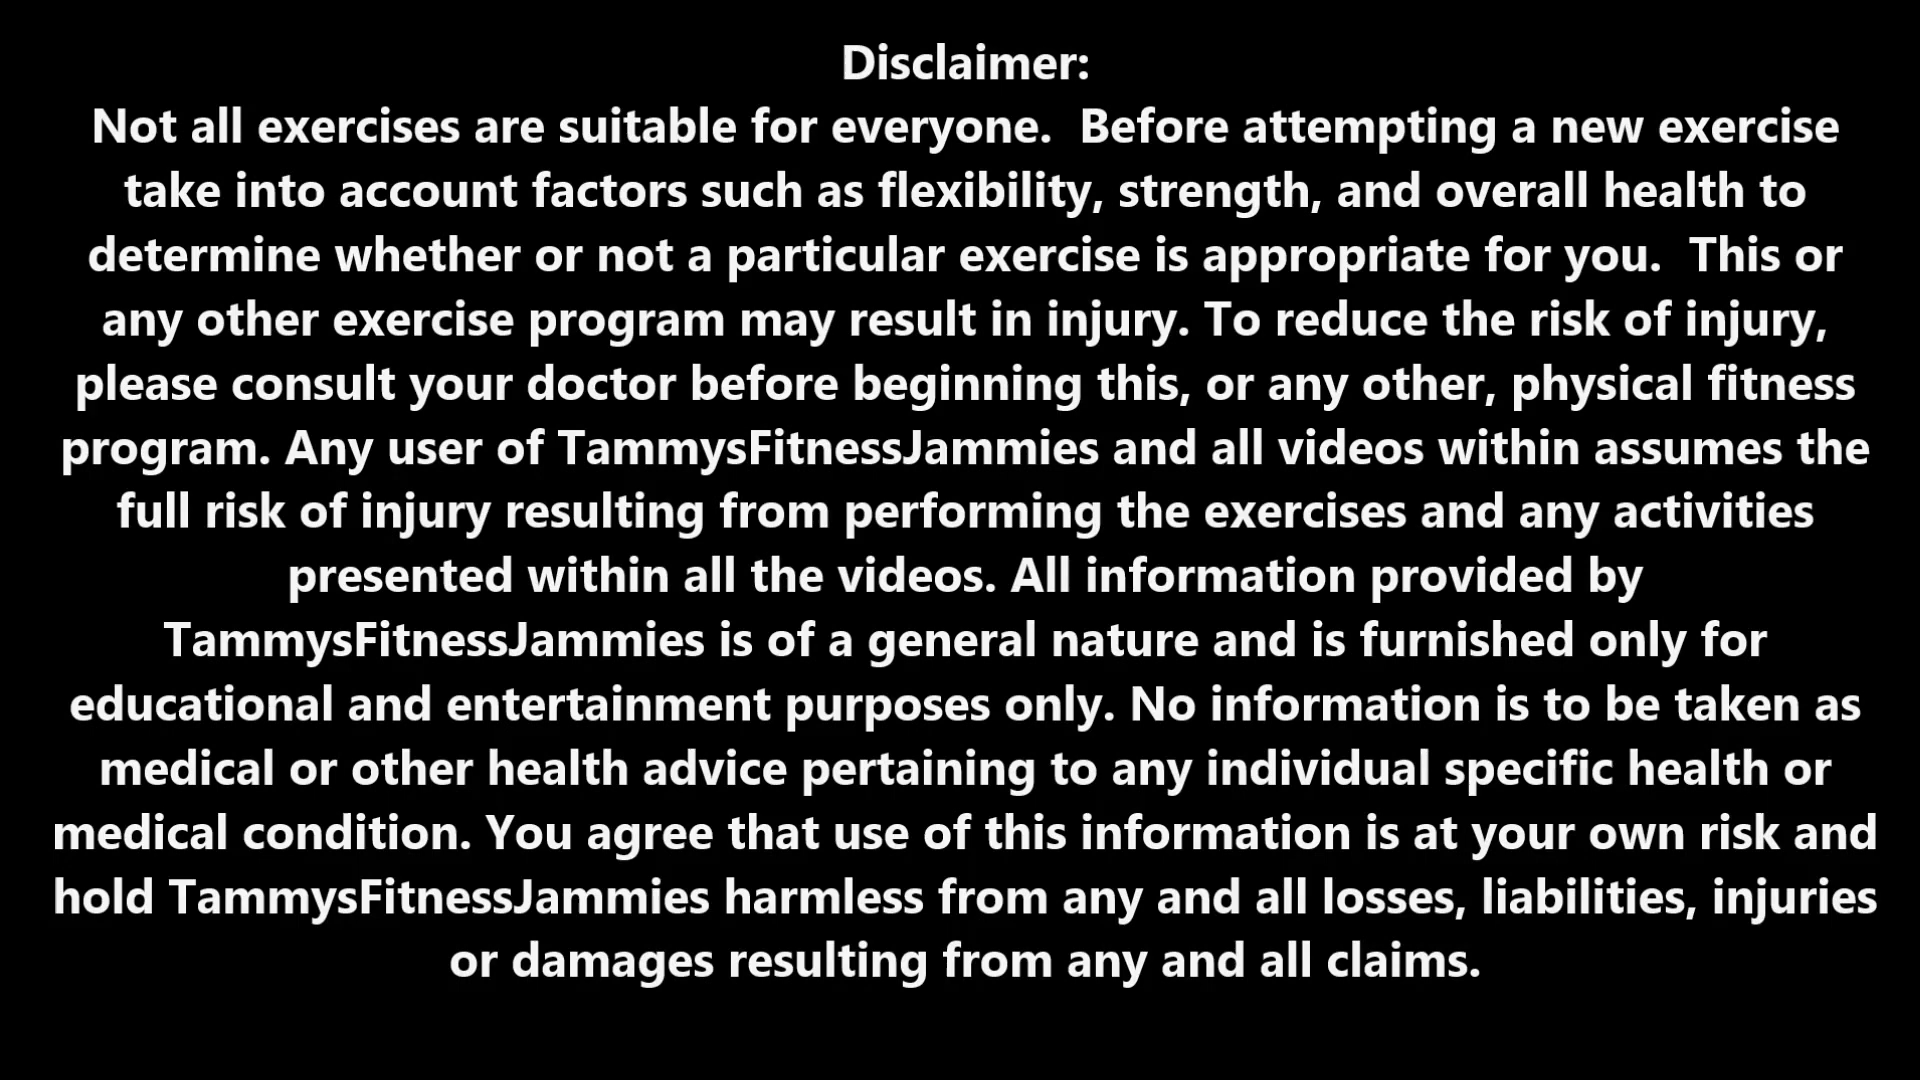 Disclaimer:
Not all exercises are suitable for everyone.  Before attempting a new exercise
take into account factors such as flexibility, strength, and overall health to
determine whether or not a particular exercise is appropriate for you.  This or
any other exercise program may result in injury. To reduce the risk of injury,
please consult your doctor before beginning this, or any other, physical fitness
program. Any user of TammysFitnessJammies and all videos within assumes the
full risk of injury resulting from performing the exercises and any activities
presented within all the videos. All information provided by
TammysFitnessJammies is of a general nature and is furnished only for
educational and entertainment purposes only. No information is to be taken as
medical or other health advice pertaining to any individual specific health or
medical condition. You agree that use of this information is at your own risk and
hold TammysFitnessJammies harmless from any and all losses, liabilities, injuries
or damages resulting from any and all claims.